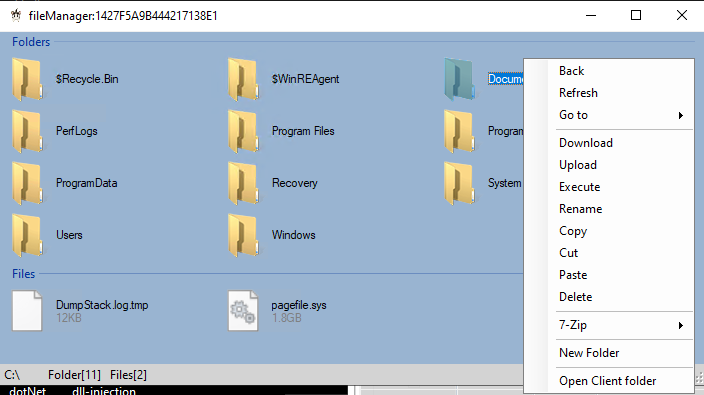 fileManager:1427F5A9B444217138E1
Folders
$Recycle.Bin
$WinREAgent
Docume
PerfLogs
Program Files
Program
ProgramData
Recovery
System
Users
Windows
Files
DumpStack.log.tmp
12KB
pagefile.sys
1.8GB
Back
Refresh
Go to
Download
Upload
Execute
Rename
Copy
Cut
Paste
Delete
7-Zip
New Folder
Open Client folder
C:\ Folder[11] Files[2]
dotNet dll-injection